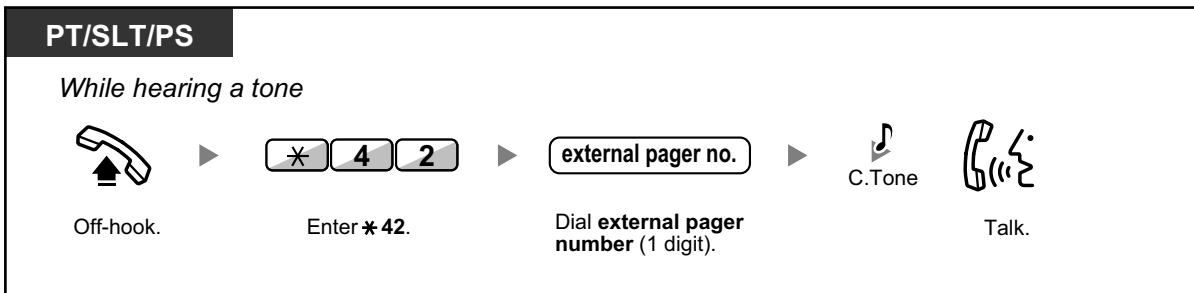 PT/SLT/PS
While hearing a tone
* 4 2
external pager no.
C.Tone
Off-hook.
Enter * 42.
Dial external pager
number (1 digit).
Talk.